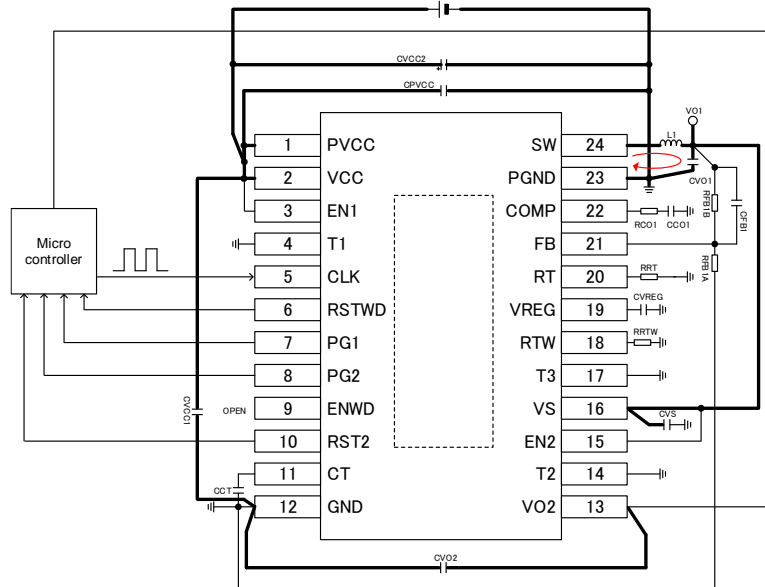 CVCC2
CPVCC
VO1
L1
1 PVCC SW 24
2 VCC PGND 23
CVO1
3 EN1 COMP 22
RCO1 CCO1
RFB1B
CFB1
Micro
controller
4 T1 FB 21
5 CLK RT 20
RRT
RFB1A
6 RSTWD VREG 19
CVREG
7 PG1 RTW 18
RRTW
8 PG2 T3 17
CVCC1
OPEN
9 ENWD VS 16
CVS
10 RST2 EN2 15
11 CT T2 14
CCT
12 GND VO2 13
CVO2